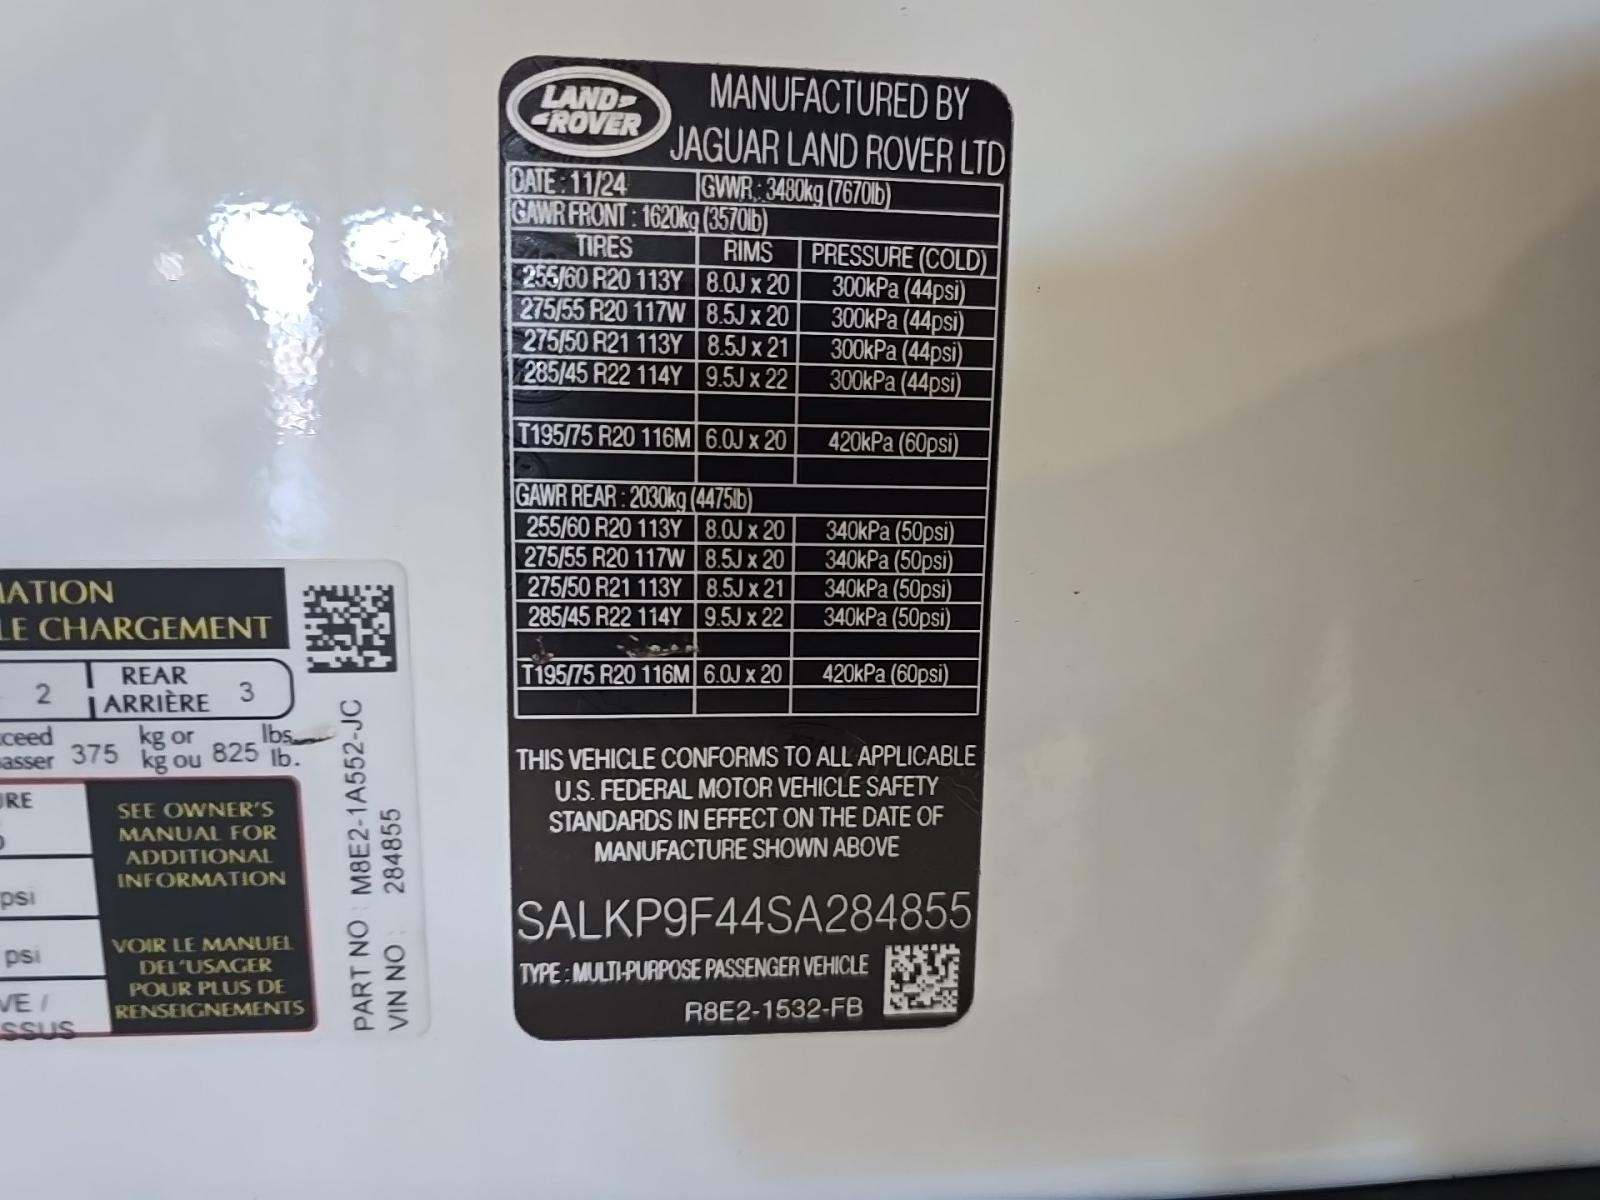 LAND
ROVER
MANUFACTURED BY
JAGUAR LAND ROVER LTD
DATE : 11/24 GVWR : 3480kg (7670lb)
GAWR FRONT : 1620kg (3570lb)
TIRES RIMS PRESSURE (COLD)
255/60 R20 113Y 8.0J x 20 300kPa (44psi)
275/55 R20 117W 8.5J x 20 300kPa (44psi)
275/50 R21 113Y 8.5J x 21 300kPa (44psi)
285/45 R22 114Y 9.5J x 22 300kPa (44psi)
T195/75 R20 116M 6.0J x 20 420kPa (60psi)
GAWR REAR : 2030kg (4475lb)
255/60 R20 113Y 8.0J x 20 340kPa (50psi)
275/55 R20 117W 8.5J x 20 340kPa (50psi)
275/50 R21 113Y 8.5J x 21 340kPa (50psi)
285/45 R22 114Y 9.5J x 22 340kPa (50psi)
T195/75 R20 116M 6.0J x 20 420kPa (60psi)
THIS VEHICLE CONFORMS TO ALL APPLICABLE
U.S. FEDERAL MOTOR VEHICLE SAFETY
STANDARDS IN EFFECT ON THE DATE OF
MANUFACTURE SHOWN ABOVE
SALKP9F44SA284855
TYPE : MULTI-PURPOSE PASSENGER VEHICLE
R8E2-1532-FB
MATION
LE CHARGEMENT
2 REAR
ARRIÈRE 3
ceed 375 kg or 825 lbs.
asser kg ou lb.
URE
psi
psi
VE /
SSUS
SEE OWNER'S
MANUAL FOR
ADDITIONAL
INFORMATION
VOIR LE MANUEL
DEL'USAGER
POUR PLUS DE
RENSEIGNEMENTS
PART NO : M8E2-1A552-JC
VIN NO : 284855